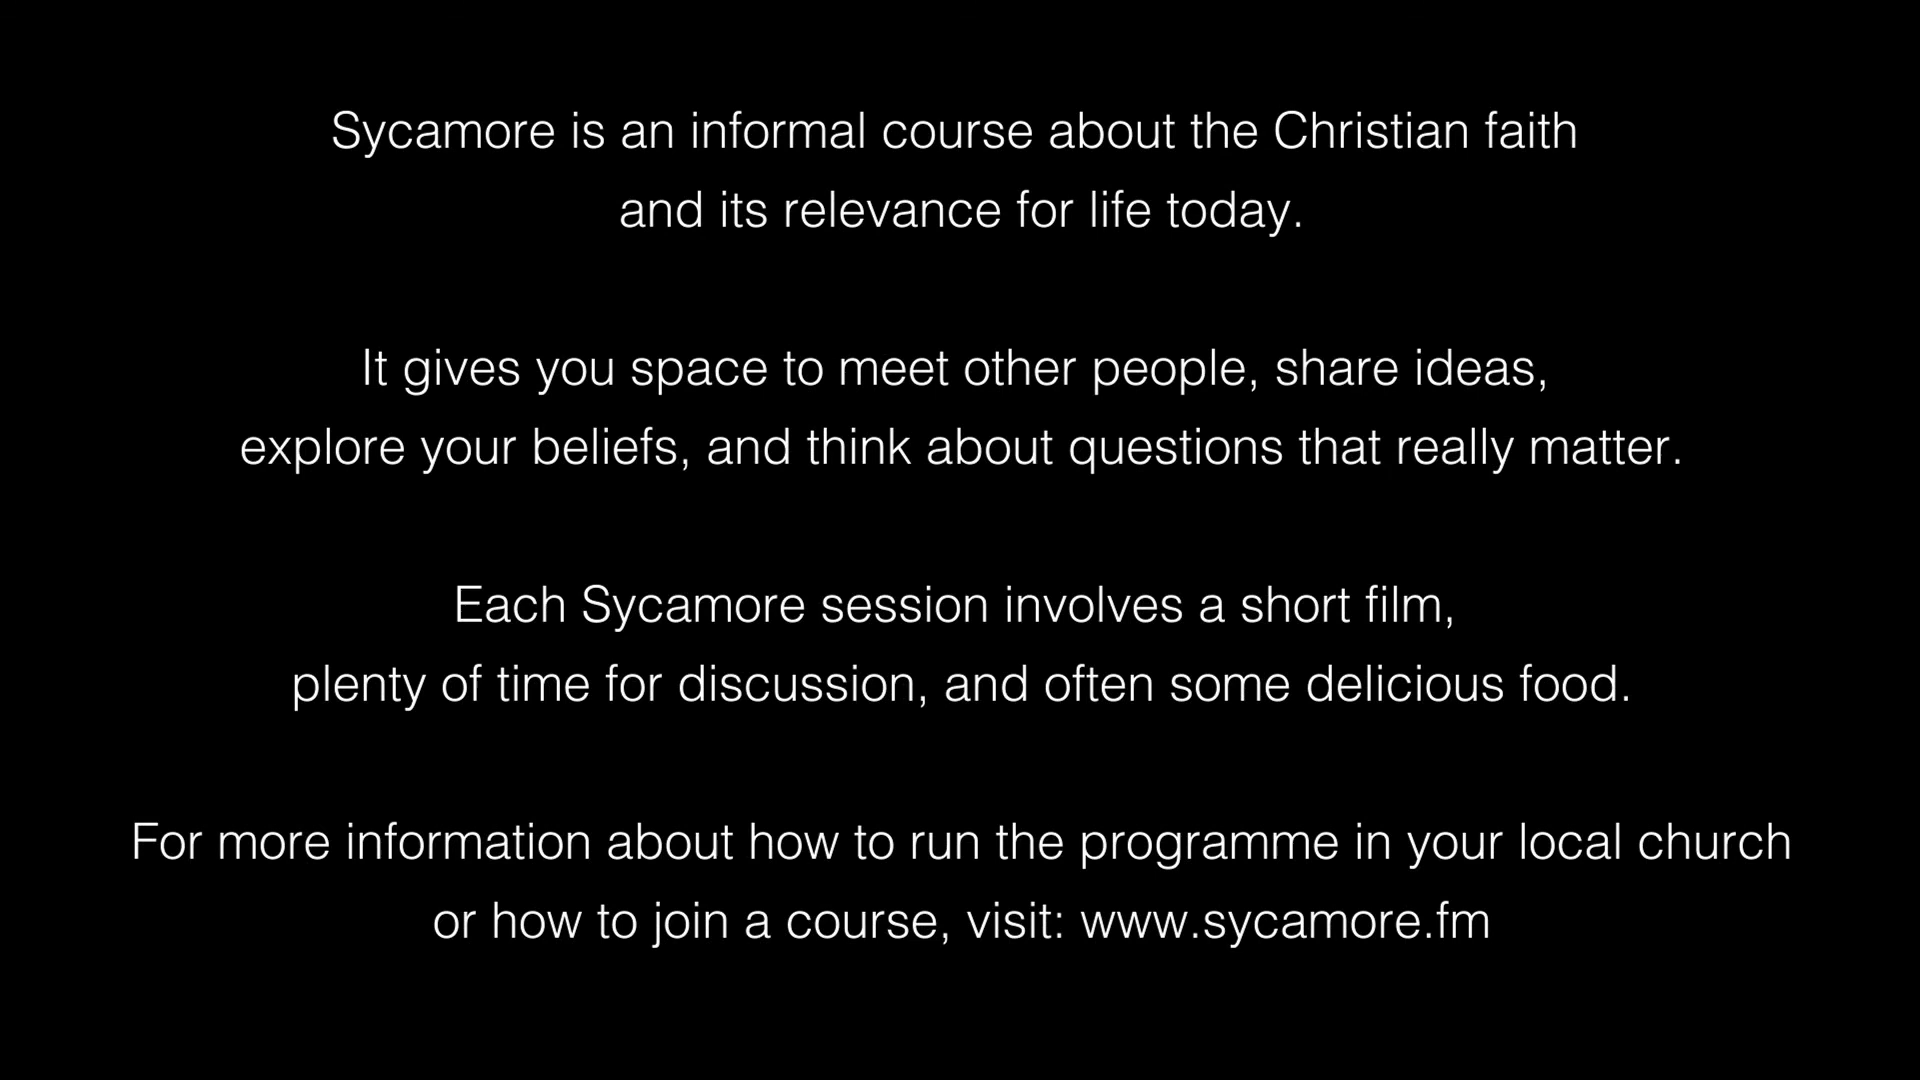 Sycamore is an informal course about the Christian faith
and its relevance for life today.
It gives you space to meet other people, share ideas,
explore your beliefs, and think about questions that really matter.
Each Sycamore session involves a short film,
plenty of time for discussion, and often some delicious food.
For more information about how to run the programme in your local church
or how to join a course, visit: www.sycamore.fm